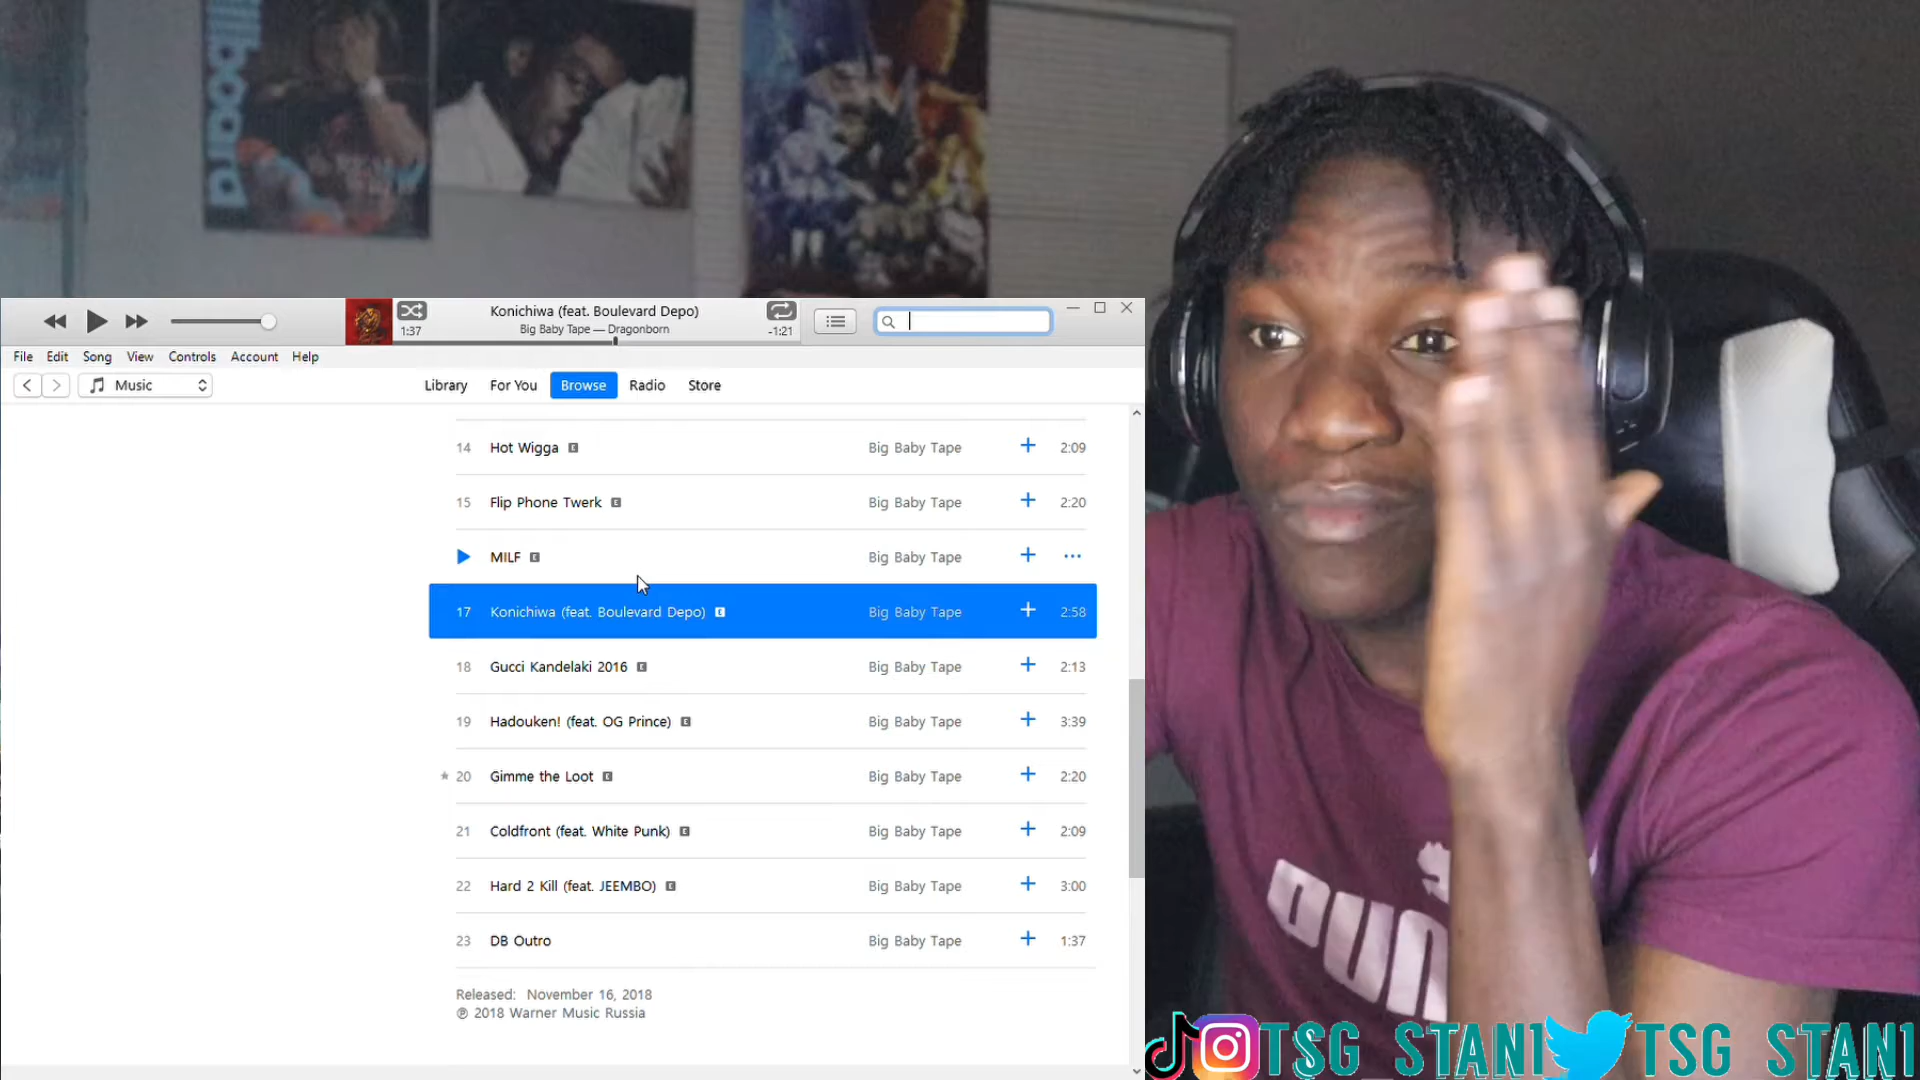 billboard
Konichiwa (feat. Boulevard Depo)
1:37 Big Baby Tape — Dragonborn -1:21
File Edit Song View Controls Account Help
Music Library For You Browse Radio Store
14 Hot Wigga E Big Baby Tape + 2:09
15 Flip Phone Twerk E Big Baby Tape + 2:20
MILF E Big Baby Tape + ...
17 Konichiwa (feat. Boulevard Depo) E Big Baby Tape + 2:58
18 Gucci Kandelaki 2016 E Big Baby Tape + 2:13
19 Hadouken! (feat. OG Prince) E Big Baby Tape + 3:39
★ 20 Gimme the Loot E Big Baby Tape + 2:20
21 Coldfront (feat. White Punk) E Big Baby Tape + 2:09
22 Hard 2 Kill (feat. JEEMBO) E Big Baby Tape + 3:00
23 DB Outro Big Baby Tape + 1:37
Released: November 16, 2018
℗ 2018 Warner Music Russia
TSG_STAN1 TSG_STAN1